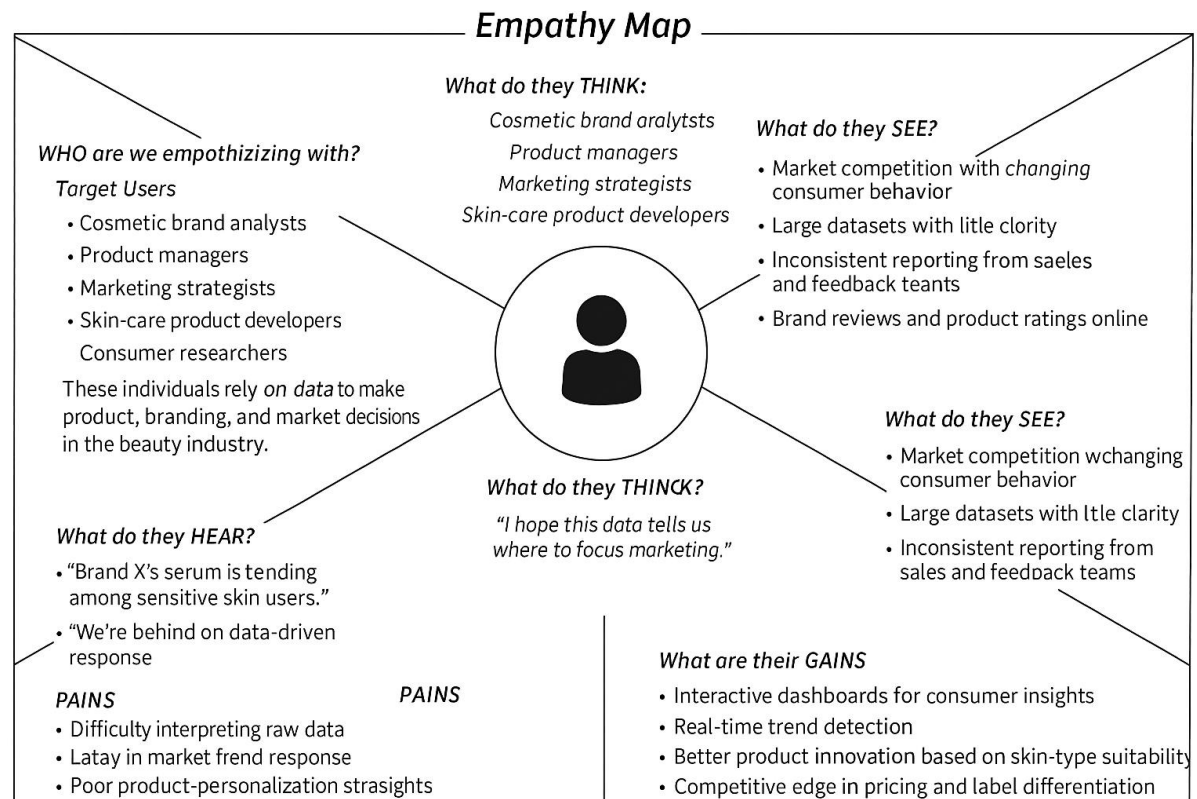 Empathy Map
What do they THINK:
Cosmetic brand aralytsts
Product managers
Marketing strategists
Skin-care product developers
WHO are we empothizizing with?
Target Users
• Cosmetic brand analysts
• Product managers
• Marketing strategists
• Skin-care product developers
Consumer researchers
These individuals rely on data to make
product, branding, and market decisions
in the beauty industry.
What do they SEE?
• Market competition with changing
consumer behavior
• Large datasets with litle clority
• Inconsistent reporting from saeles
and feedback teants
• Brand reviews and product ratings online
What do they SEE?
• Market competition wchanging
consumer behavior
• Large datasets with ltle clarity
• Inconsistent reporting from
sales and feedback teams
What do they THINCK?
“I hope this data tells us
where to focus marketing.”
What do they HEAR?
• “Brand X’s serum is tending
among sensitive skin users.”
• “We’re behind on data-driven
response
PAINS
PAINS
• Difficulty interpreting raw data
• Latay in market frend response
• Poor product-personalization strasights
What are their GAINS
• Interactive dashboards for consumer insights
• Real-time trend detection
• Better product innovation based on skin-type suitability
• Competitive edge in pricing and label differentiation